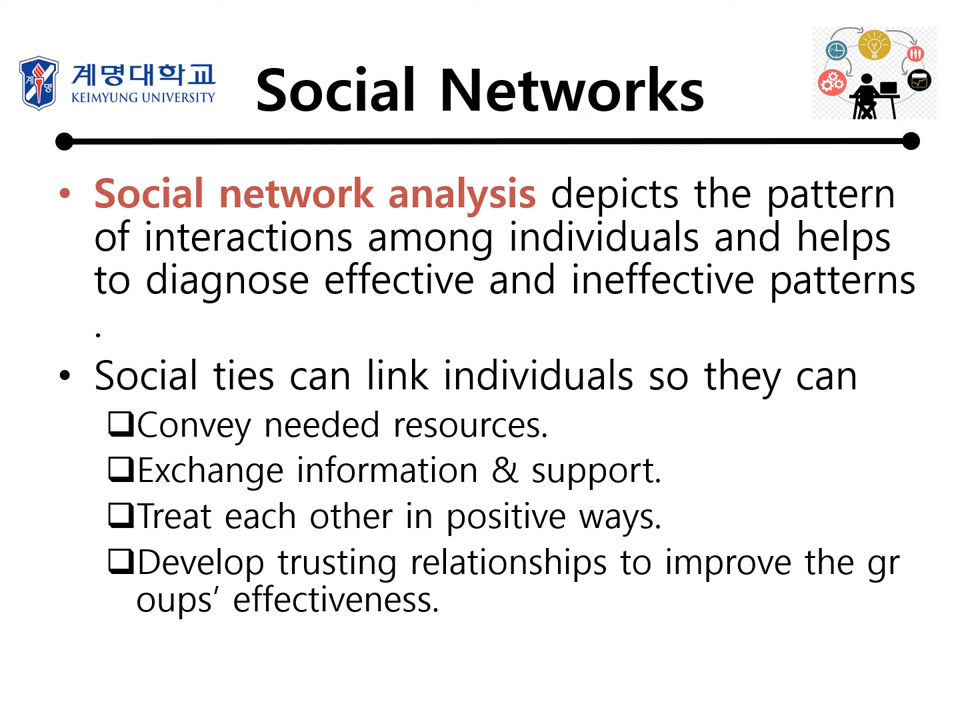 계명대학교
KEIMYUNG UNIVERSITY
Social Networks
• Social network analysis depicts the pattern
of interactions among individuals and helps
to diagnose effective and ineffective patterns
.
• Social ties can link individuals so they can
❑Convey needed resources.
❑Exchange information & support.
❑Treat each other in positive ways.
❑Develop trusting relationships to improve the gr
oups’ effectiveness.